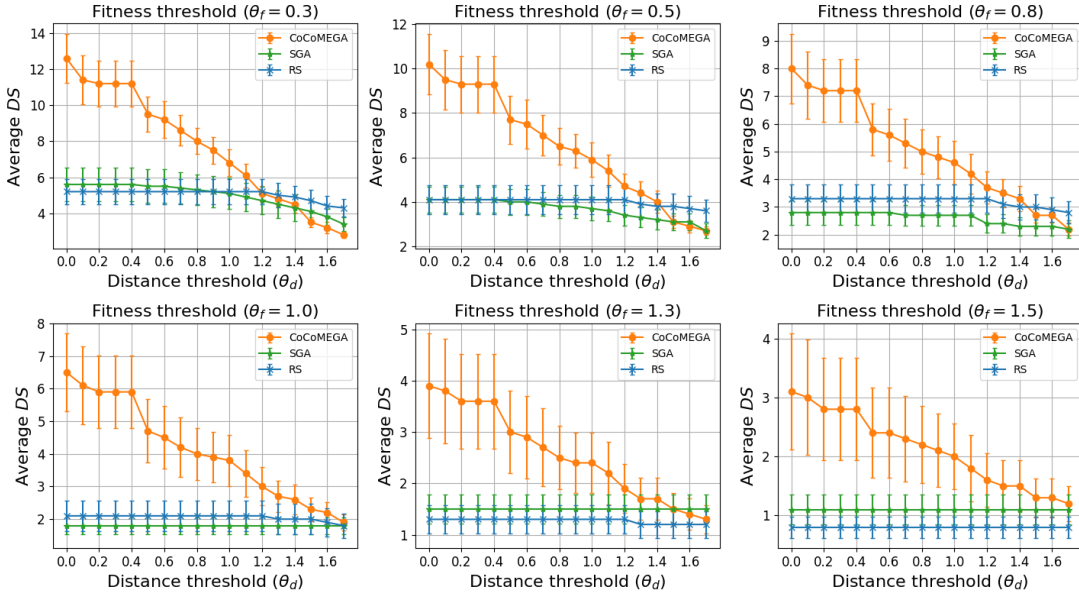 Fitness threshold (θf = 0.3)
Average DS
14
12
10
8
6
4
CoCoMEGA
SGA
RS
0.0 0.2 0.4 0.6 0.8 1.0 1.2 1.4 1.6
Distance threshold (θd)
Fitness threshold (θf = 0.5)
Average DS
12
10
8
6
4
2
CoCoMEGA
SGA
RS
0.0 0.2 0.4 0.6 0.8 1.0 1.2 1.4 1.6
Distance threshold (θd)
Fitness threshold (θf = 0.8)
Average DS
9
8
7
6
5
4
3
2
CoCoMEGA
SGA
RS
0.0 0.2 0.4 0.6 0.8 1.0 1.2 1.4 1.6
Distance threshold (θd)
Fitness threshold (θf = 1.0)
Average DS
8
7
6
5
4
3
2
CoCoMEGA
SGA
RS
0.0 0.2 0.4 0.6 0.8 1.0 1.2 1.4 1.6
Distance threshold (θd)
Fitness threshold (θf = 1.3)
Average DS
5
4
3
2
1
CoCoMEGA
SGA
RS
0.0 0.2 0.4 0.6 0.8 1.0 1.2 1.4 1.6
Distance threshold (θd)
Fitness threshold (θf = 1.5)
Average DS
4
3
2
1
CoCoMEGA
SGA
RS
0.0 0.2 0.4 0.6 0.8 1.0 1.2 1.4 1.6
Distance threshold (θd)